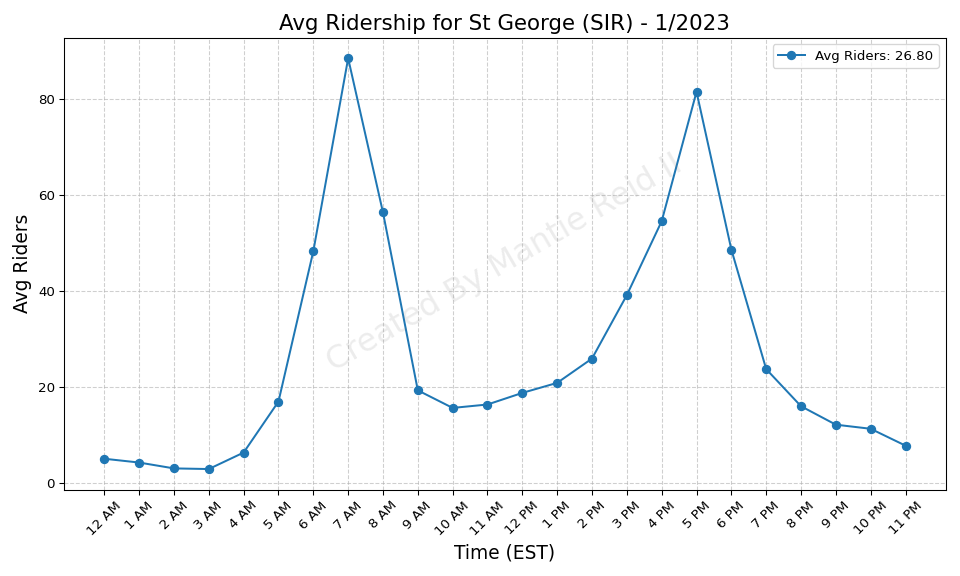 Avg Ridership for St George (SIR) - 1/2023
Avg Riders: 26.80
Avg Riders
80
60
40
20
0
Created By Mantle Reid II
12 AM
1 AM
2 AM
3 AM
4 AM
5 AM
6 AM
7 AM
8 AM
9 AM
10 AM
11 AM
12 PM
1 PM
2 PM
3 PM
4 PM
5 PM
6 PM
7 PM
8 PM
9 PM
10 PM
11 PM
Time (EST)